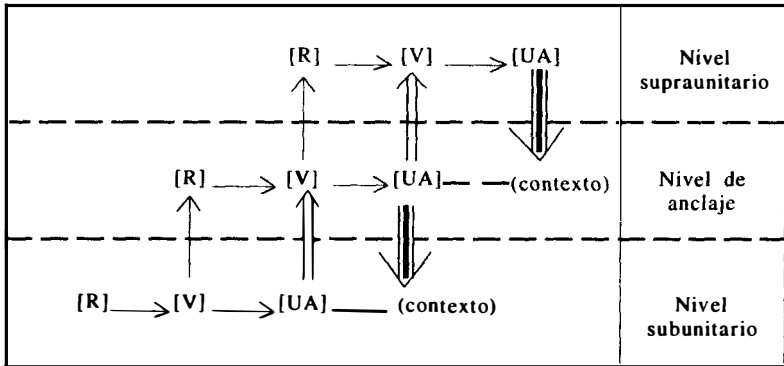 [R] [V] [UA] Nivel
supraunitario
[R] [V] [UA] (contexto) Nivel de
anclaje
[R] [V] [UA] (contexto) Nivel
subunitario